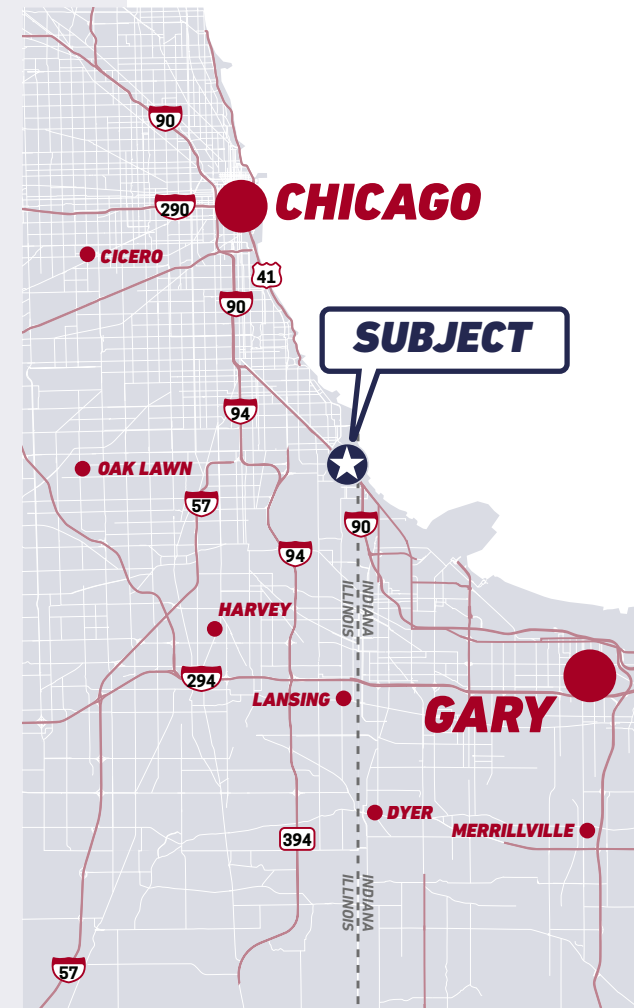 90
290
CHICAGO
CICERO
41
90
SUBJECT
94
OAK LAWN
57
90
94
ILLINOIS
INDIANA
HARVEY
294
LANSING
GARY
DYER
MERRILLVILLE
394
ILLINOIS
INDIANA
57